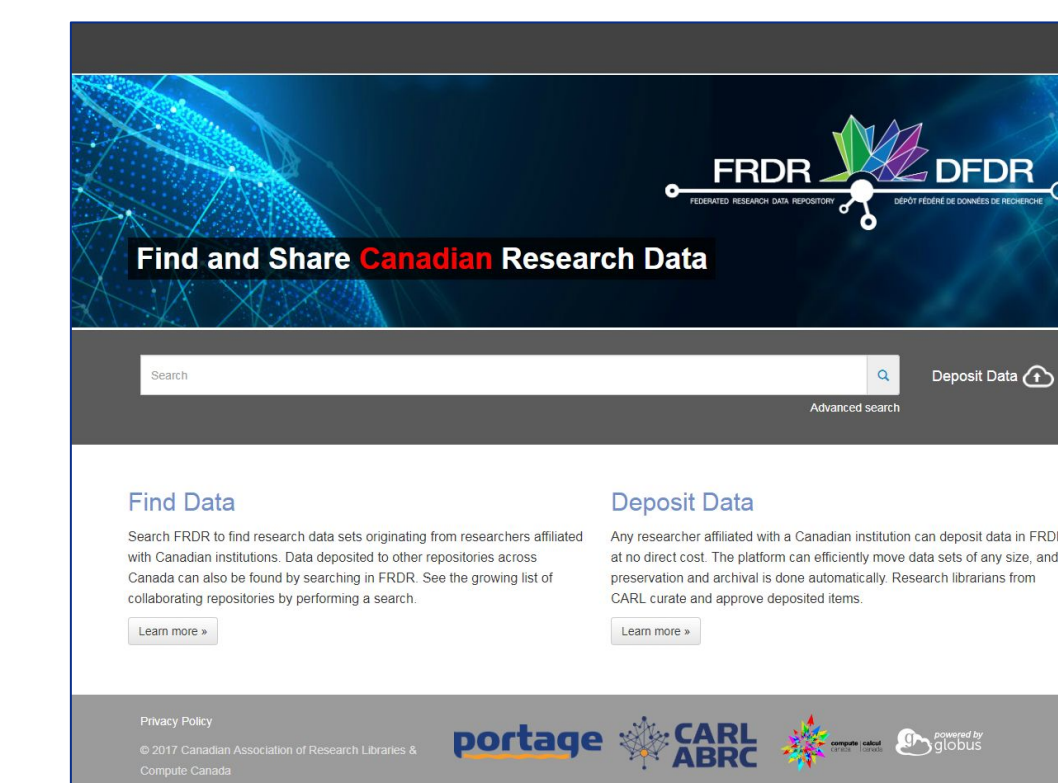 FRDR
DFDR
FEDERATED RESEARCH DATA REPOSITORY
DÉPÔT FÉDÉRÉ DE DONNÉES DE RECHERCHE
Find and Share Canadian Research Data
Search
Deposit Data
Advanced search
Find Data
Search FRDR to find research data sets originating from researchers affiliated
with Canadian institutions. Data deposited to other repositories across
Canada can also be found by searching in FRDR. See the growing list of
collaborating repositories by performing a search.
Learn more »
Deposit Data
Any researcher affiliated with a Canadian institution can deposit data in FRDR
at no direct cost. The platform can efficiently move data sets of any size, and
preservation and archival is done automatically. Research librarians from
CARL curate and approve deposited items.
Learn more »
Privacy Policy
© 2017 Canadian Association of Research Libraries &
Compute Canada
portage
CARL
ABRC
compute | calcul
canada | canada
powered by
globus